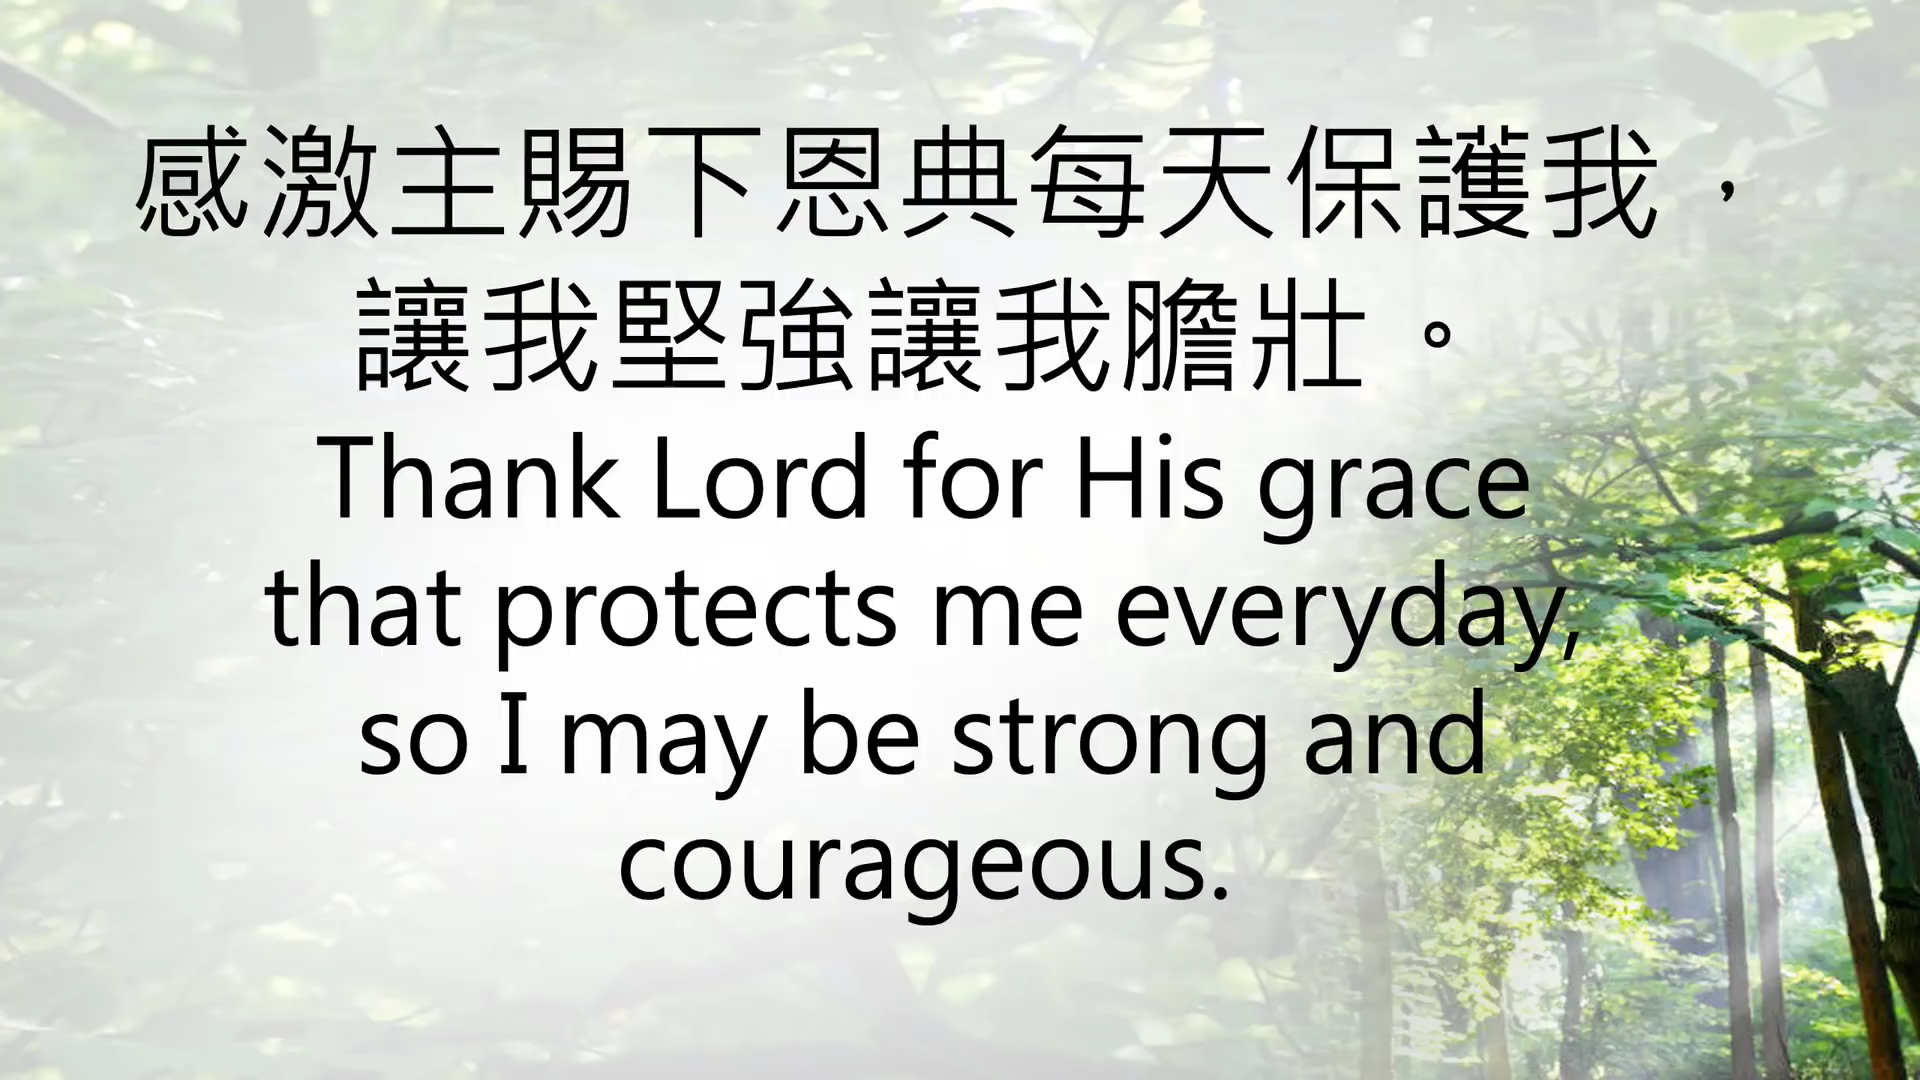 感激主賜下恩典每天保護我，
讓我堅強讓我膽壯。
Thank Lord for His grace
that protects me everyday,
so I may be strong and
courageous.